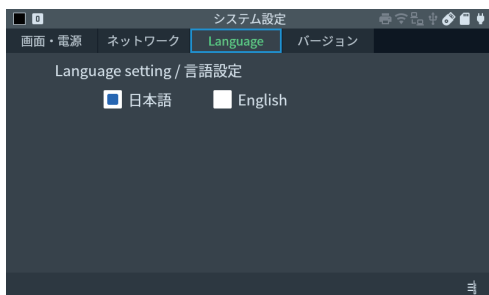 0 システム設定
画面・電源 ネットワーク Language バージョン
Language setting / 言語設定
日本語 English